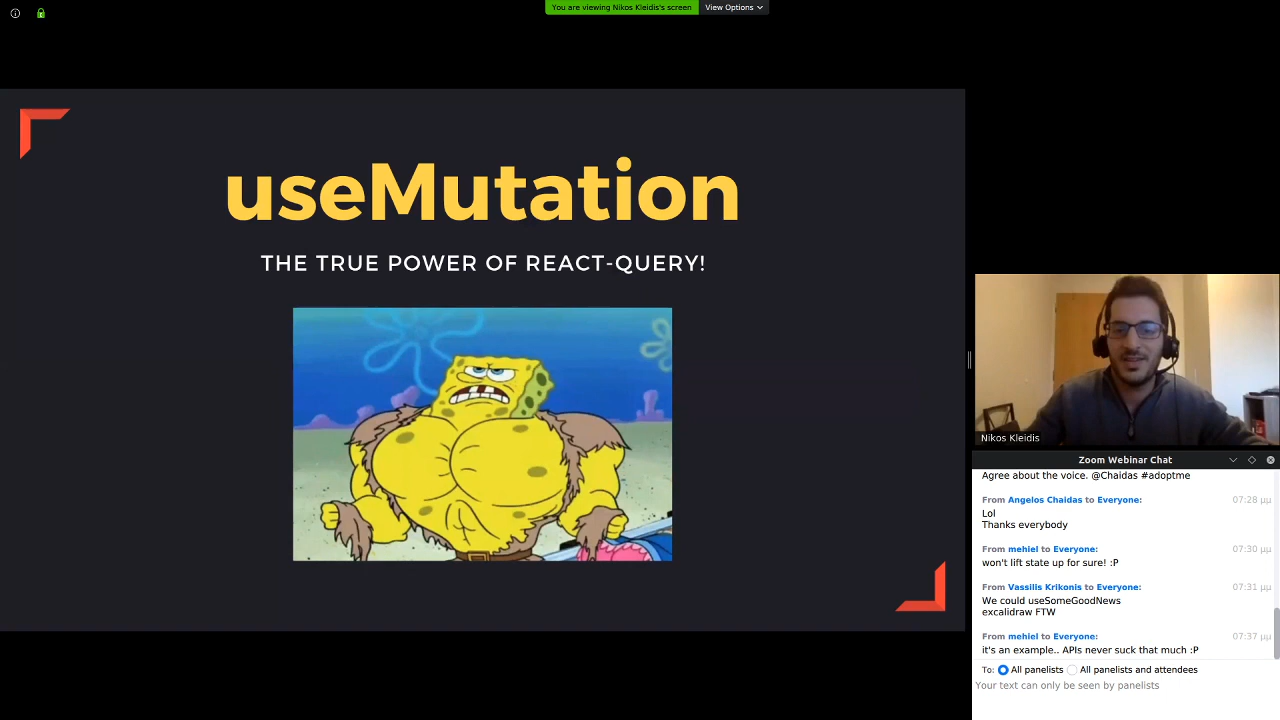 You are viewing Nikos Kleidis's screen
View Options
useMutation
THE TRUE POWER OF REACT-QUERY!
Nikos Kleidis
Zoom Webinar Chat
Agree about the voice. @Chaidas #adoptme
From Angelos Chaidas to Everyone: 07:28 μμ
Lol
Thanks everybody
From mehiel to Everyone: 07:30 μμ
won't lift state up for sure! :P
From Vassilis Krikonis to Everyone: 07:31 μμ
We could useSomeGoodNews
excalidraw FTW
From mehiel to Everyone: 07:37 μμ
it's an example.. APIs never suck that much :P
To: All panelists All panelists and attendees
Your text can only be seen by panelists